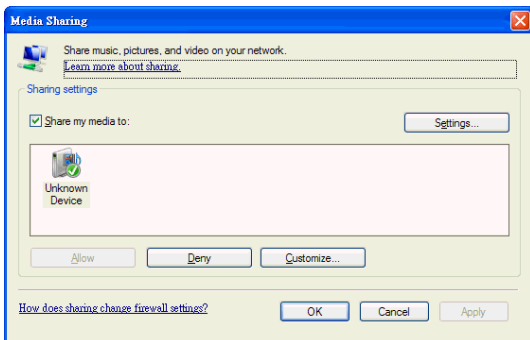 Media Sharing
Share music, pictures, and video on your network.
Learn more about sharing.
Sharing settings
Share my media to:
Settings...
Unknown
Device
Allow
Deny
Customize...
How does sharing change firewall settings?
OK
Cancel
Apply